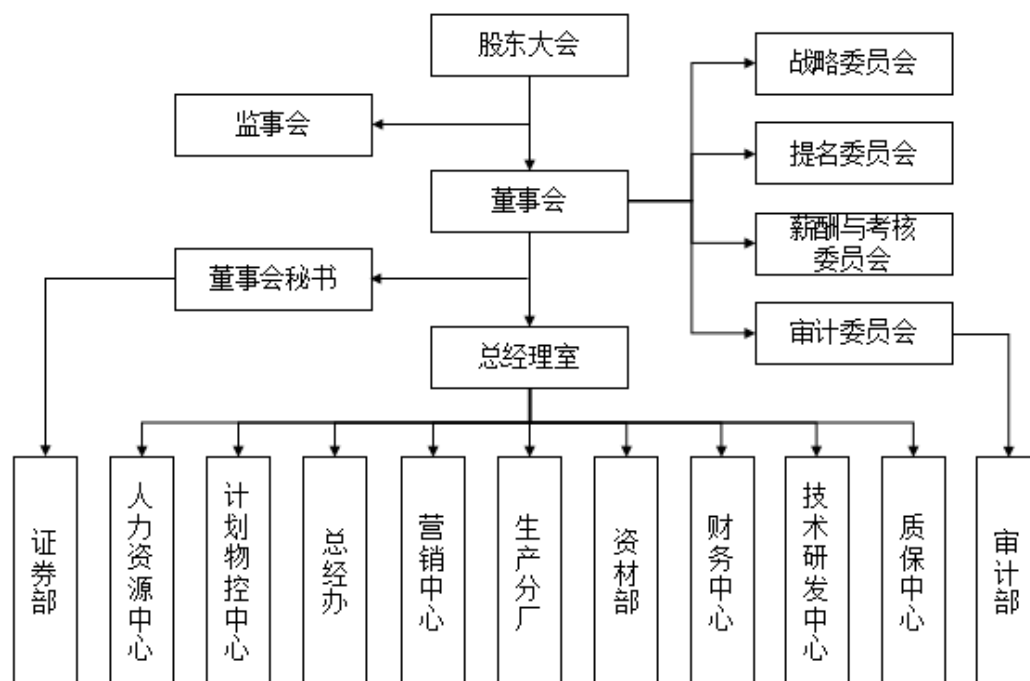 股东大会
战略委员会
监事会
提名委员会
董事会
薪酬与考核
委员会
董事会秘书
审计委员会
总经理室
证券部
人力资源中心
计划物控中心
总经办
营销中心
生产分厂
资材部
财务中心
技术研发中心
质保中心
审计部